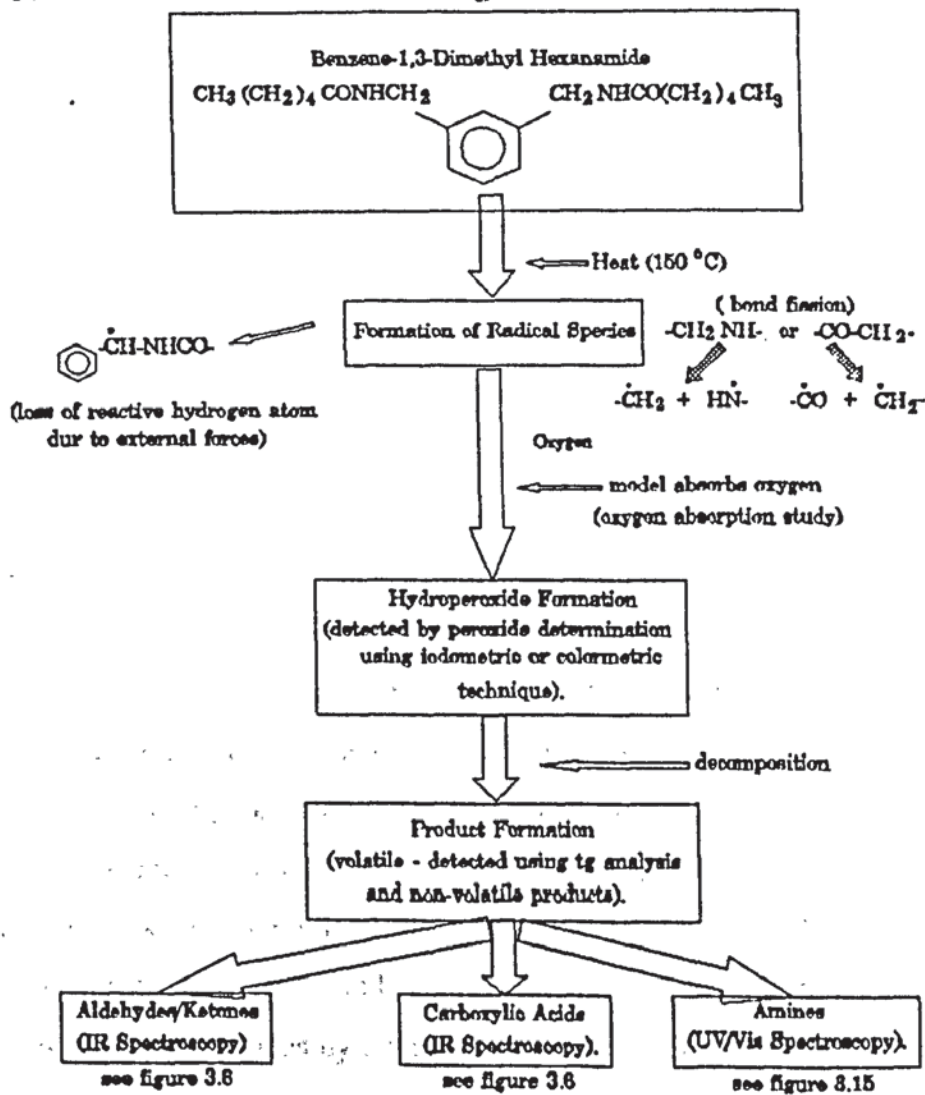 Benzene-1,3-Dimethyl Hexanamide
CH3 (CH2)4 CONHCH2
CH2 NHCO(CH2)4 CH3
Heat (150 °C)
Formation of Radical Species
( bond fission)
-CH2 NH- or -CO-CH2-
ĊH-NHCO-
-ĊH2 + HṄ- -ĊO + ĊH2-
(loss of reactive hydrogen atom
due to external forces)
Oxygen
model absorbs oxygen
(oxygen absorption study)
Hydroperoxide Formation
(detected by peroxide determination
using iodometric or colormetric
technique).
decomposition
Product Formation
(volatile - detected using tg analysis
and non-volatile products).
Aldehydes/Ketones
(IR Spectroscopy)
see figure 3.6
Carboxylic Acids
(IR Spectroscopy).
see figure 3.6
Amines
(UV/Vis Spectroscopy).
see figure 3.15